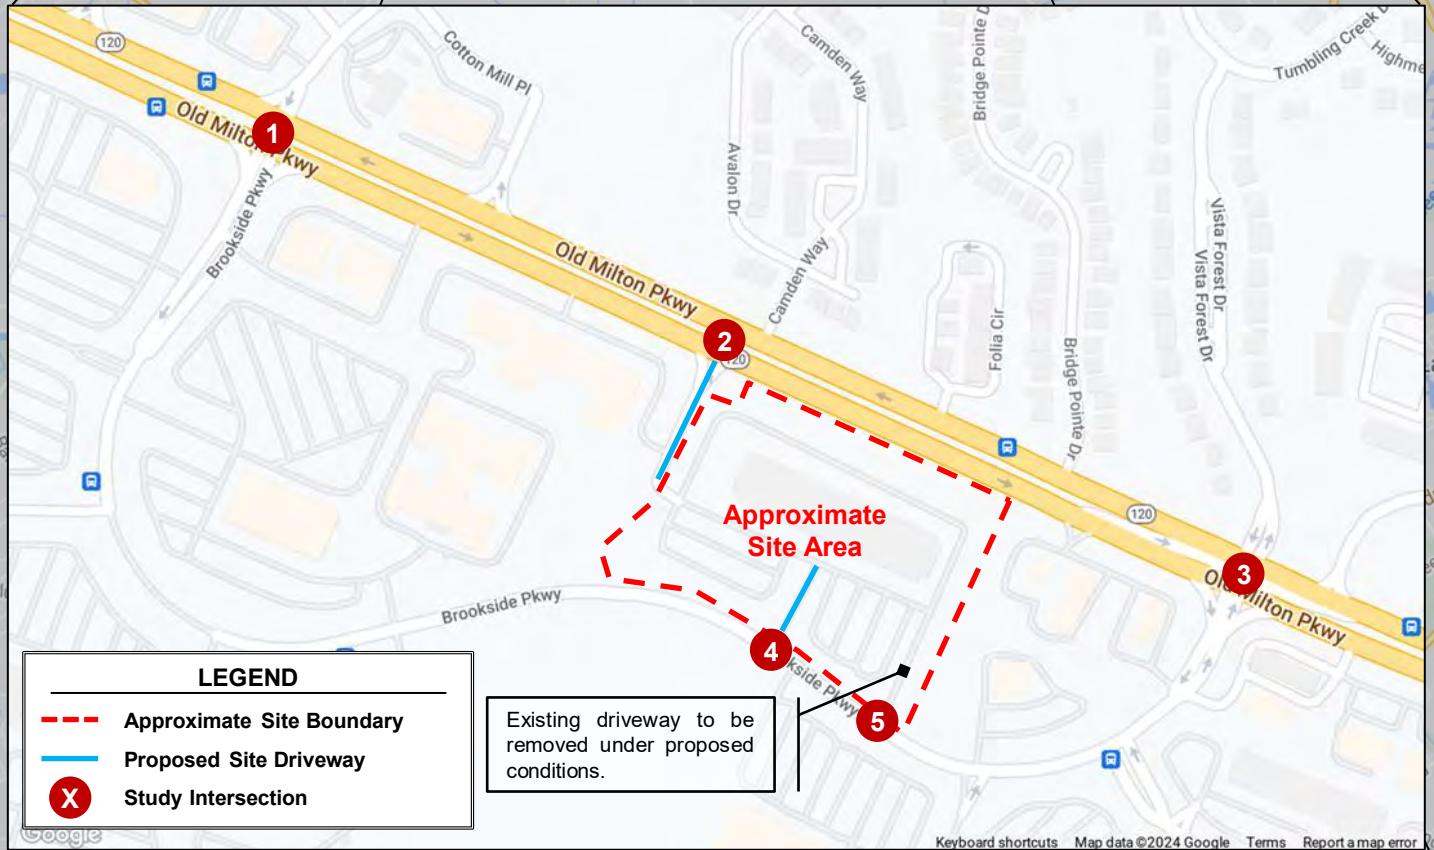 120
Cotton Mill Pl
Camden Way
Bridge Pointe D
Tumbling Creek D
Highme
Old Milton Pkwy
1
Brookside Pkwy
Avalon Dr
Old Milton Pkwy
Camden Way
Vista Forest Dr
Vista Forest Dr
2
120
Folia Cir
Bridge Pointe Dr
Approximate
Site Area
120
3
Old Milton Pkwy
Brookside Pkwy
4
kside Pkwy
5
LEGEND
Approximate Site Boundary
Proposed Site Driveway
X
Study Intersection
Existing driveway to be
removed under proposed
conditions.
Google
Keyboard shortcuts Map data ©2024 Google Terms Report a map error